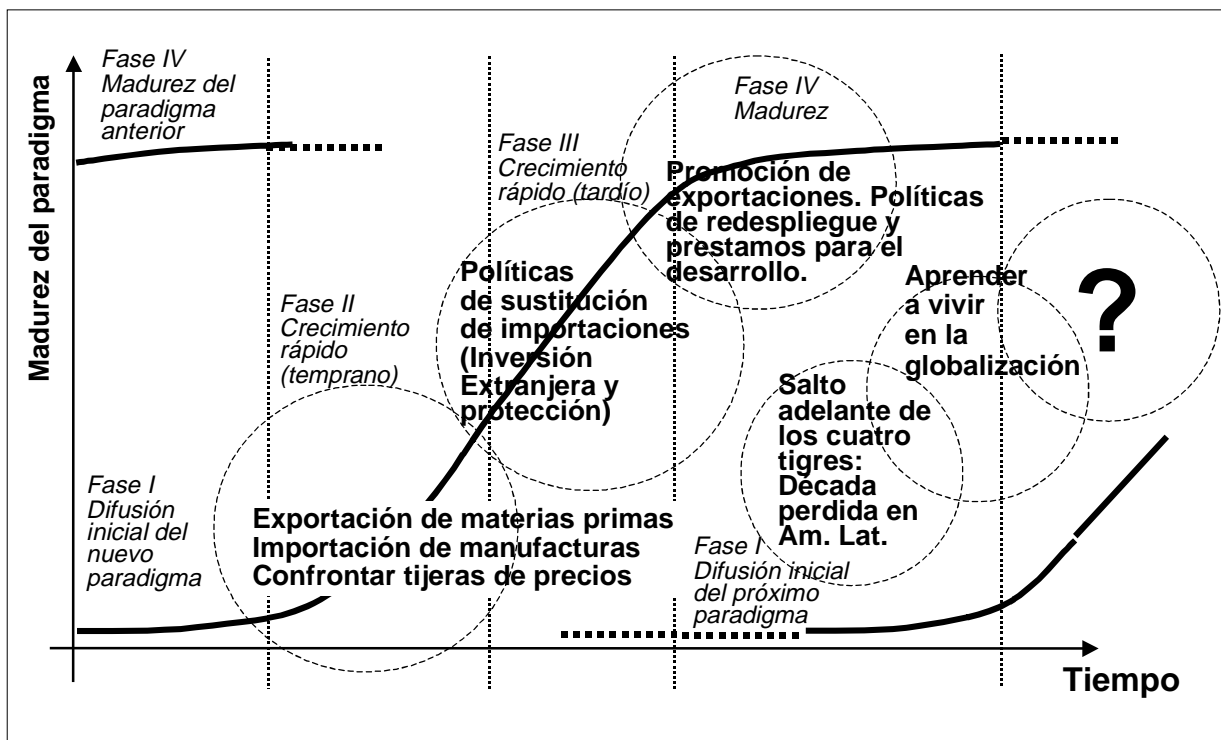 Madurez del paradigma
Fase IV
Madurez del
paradigma
anterior
Fase I
Difusión
inicial del
nuevo
paradigma
Fase II
Crecimiento
rápido
(temprano)
Exportación de materias primas
Importación de manufacturas
Confrontar tijeras de precios
Fase III
Crecimiento
rápido (tardío)
Políticas
de sustitución
de importaciones
(Inversión
Extranjera y
protección)
Fase IV
Madurez
Promoción de
exportaciones. Políticas
de redespliegue y
prestamos para el
desarrollo.
Salto
adelante de
los cuatro
tigres:
Década
perdida en
Am. Lat.
Aprender
a vivir
en la
globalización
?
Fase I
Difusión inicial
del próximo
paradigma
Tiempo